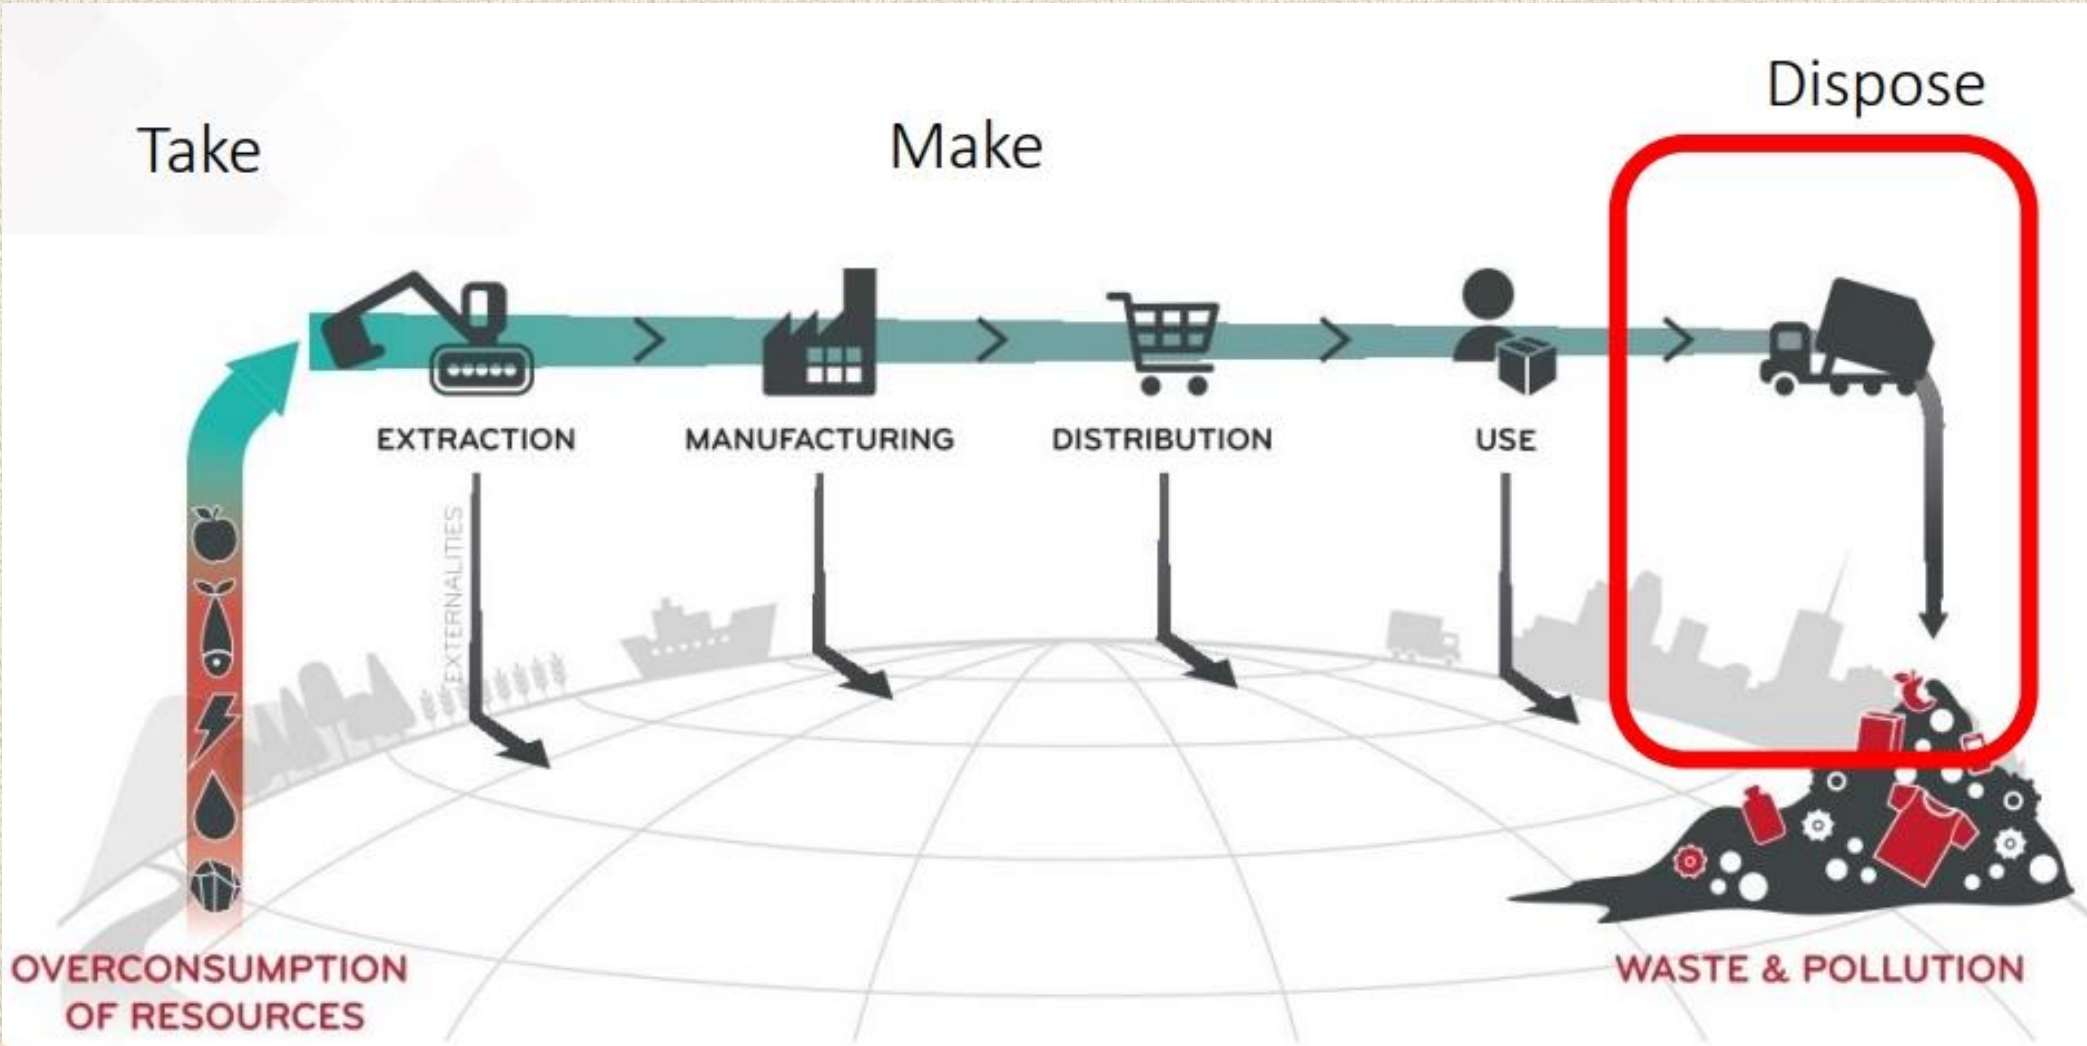 Take
Make
Dispose
EXTRACTION
MANUFACTURING
DISTRIBUTION
USE
EXTERNALITIES
OVERCONSUMPTION
OF RESOURCES
WASTE & POLLUTION